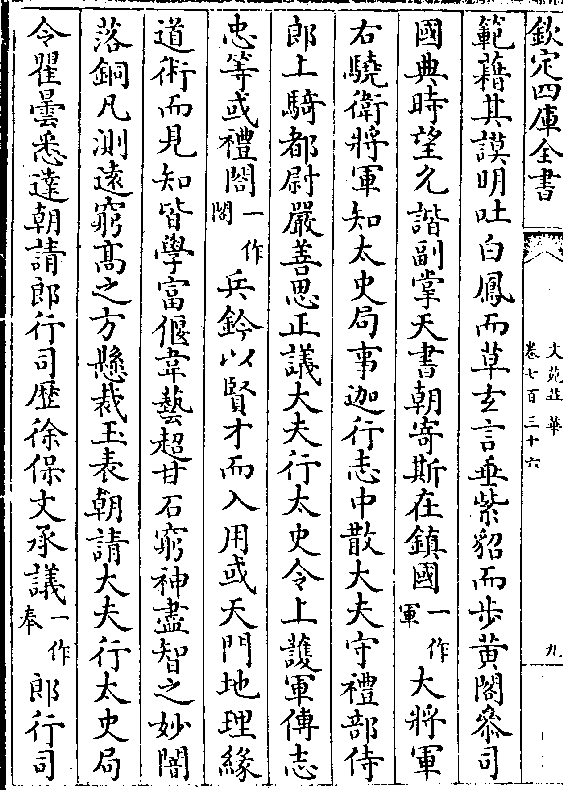 欽定四庫全書
文苑英華
卷七百三十六
九
範藉其謨明吐白鳳而草玄言垂紫貂而步黃閣叅司
國典時望允諧副掌天書朝寄斯在鎮國一作軍大將軍
右驍衛將軍知太史局事迦行志中散大夫守禮部侍
郎上騎都尉嚴善思正議大夫行太史令上護軍傳志
忠等或禮閤一作閣兵鈐以賢才而入用或天門地理緣
道術而見知皆學富偃韋藝超甘石窮神盡智之妙闇
落銅凡測遠窮髙之方懸裁玉表朝請大夫行太史局
令瞿曇悉達朝請郎行司歴徐保丈承議一作奉郎行司